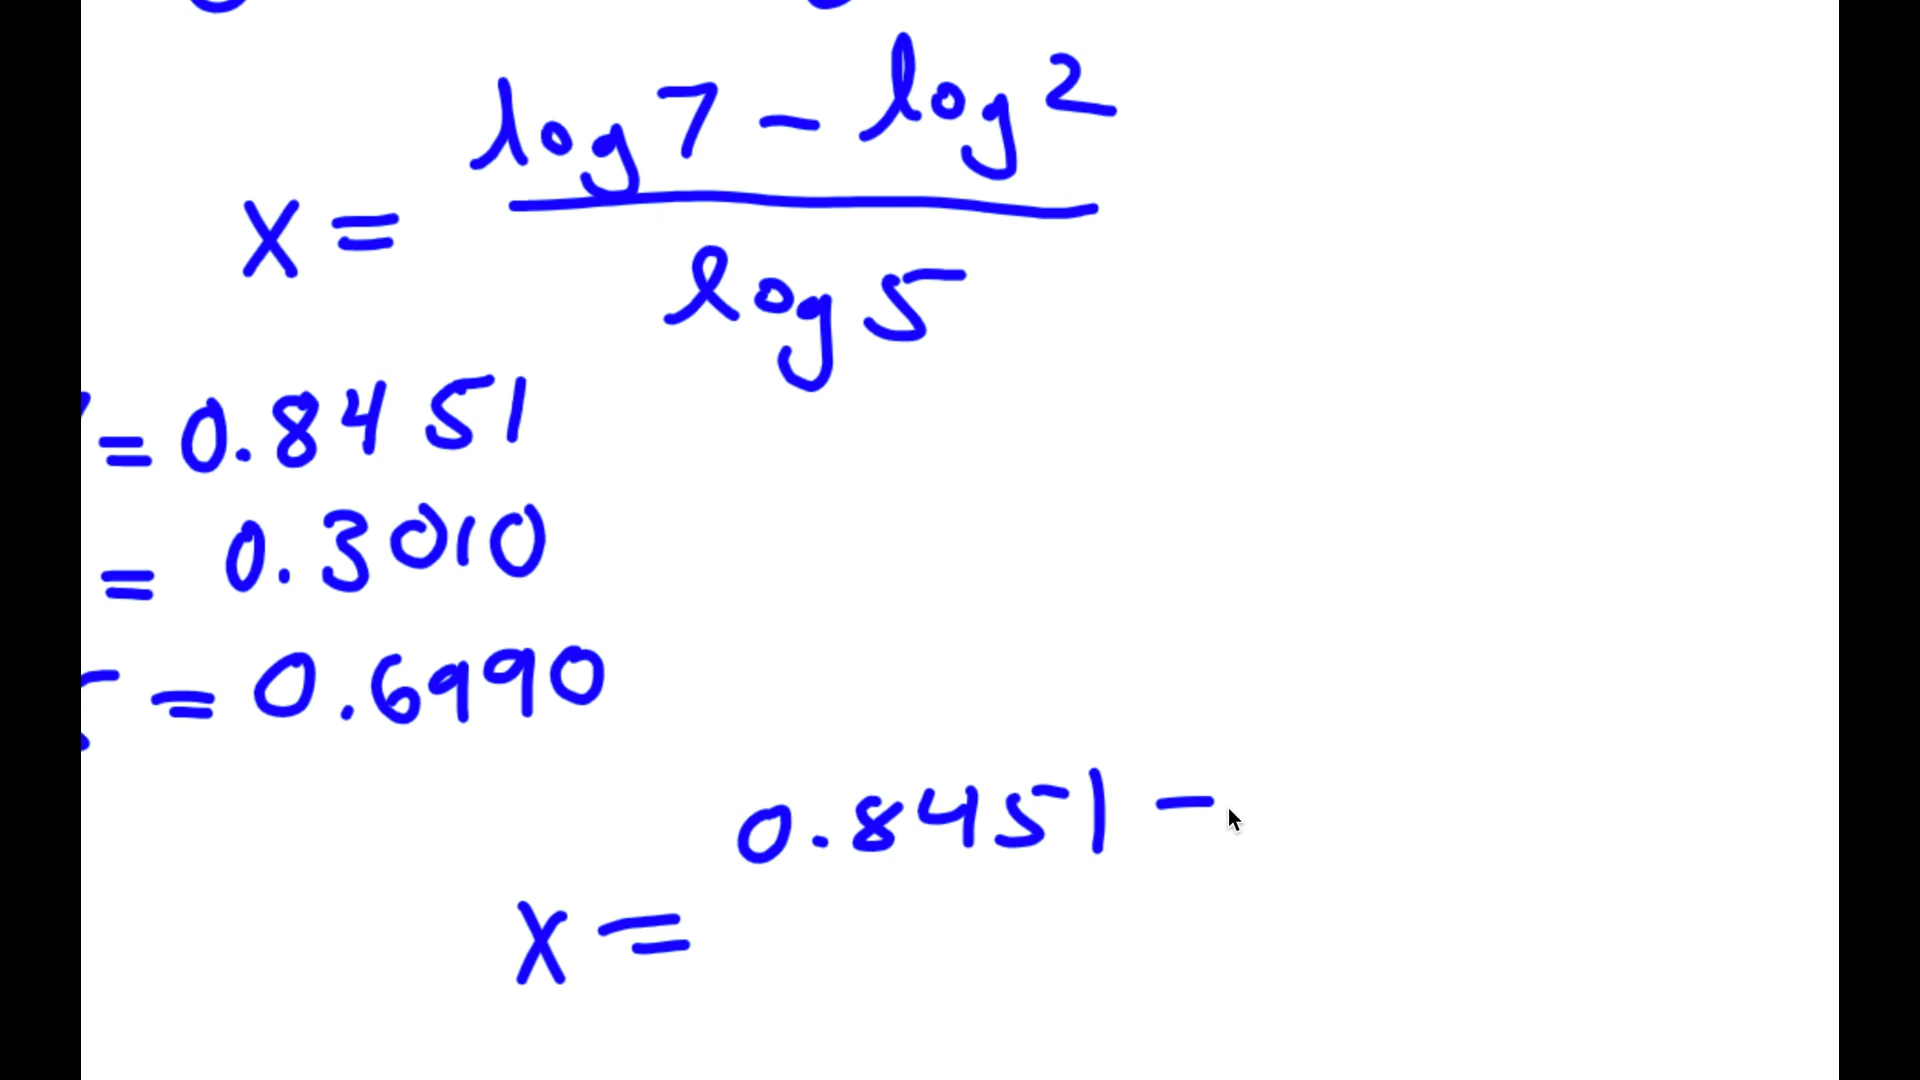 x = log 7 - log 2
log 5
= 0.8451
= 0.3010
= 0.6990
0.8451 -
x =